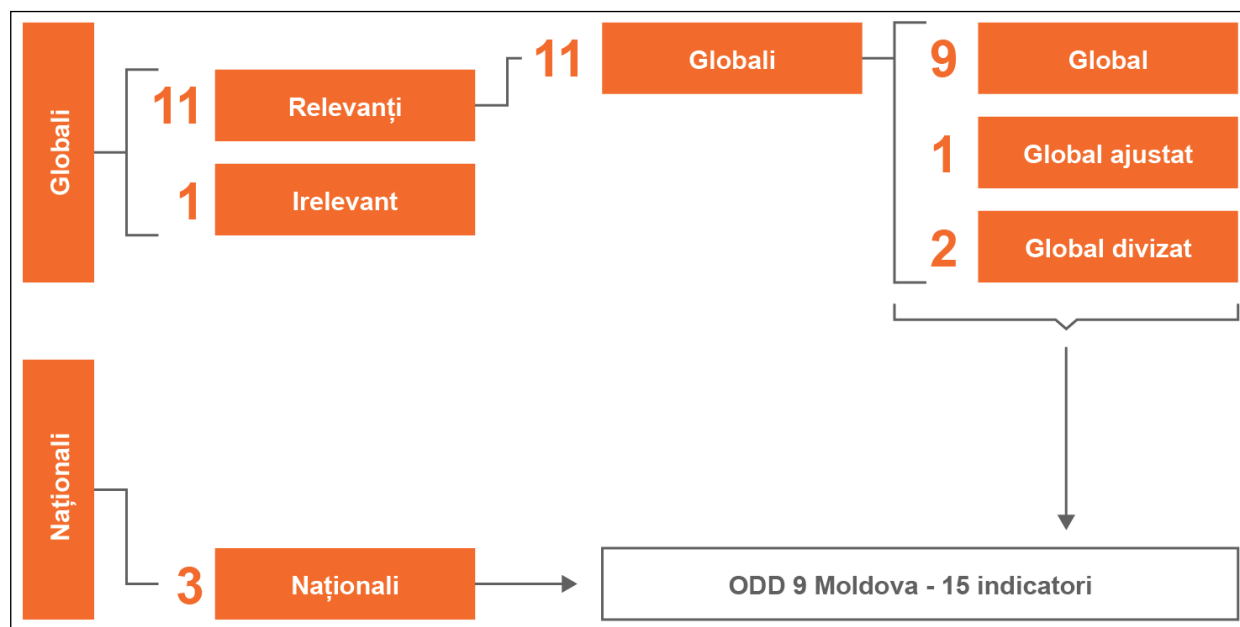 Globali
11 Relevanți
1 Irelevant
11 Globali
9 Global
1 Global ajustat
2 Global divizat
Naționali
3 Naționali
ODD 9 Moldova - 15 indicatori